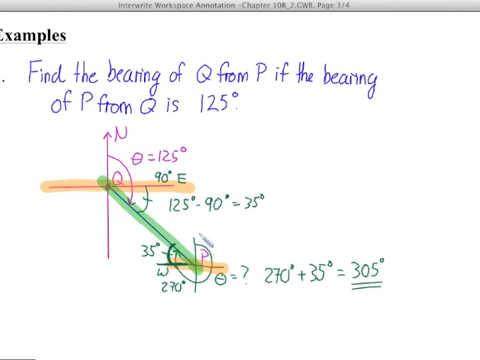 Interwrite Workspace Annotation -Chapter 10B_2.GWB, Page:3/4
Examples
. Find the bearing of Q from P if the bearing
of P from Q is 125°.
N
θ = 125°
Q
90° E
125° - 90° = 35°
35°
P
W
270°
θ = ?
270° + 35° = 305°